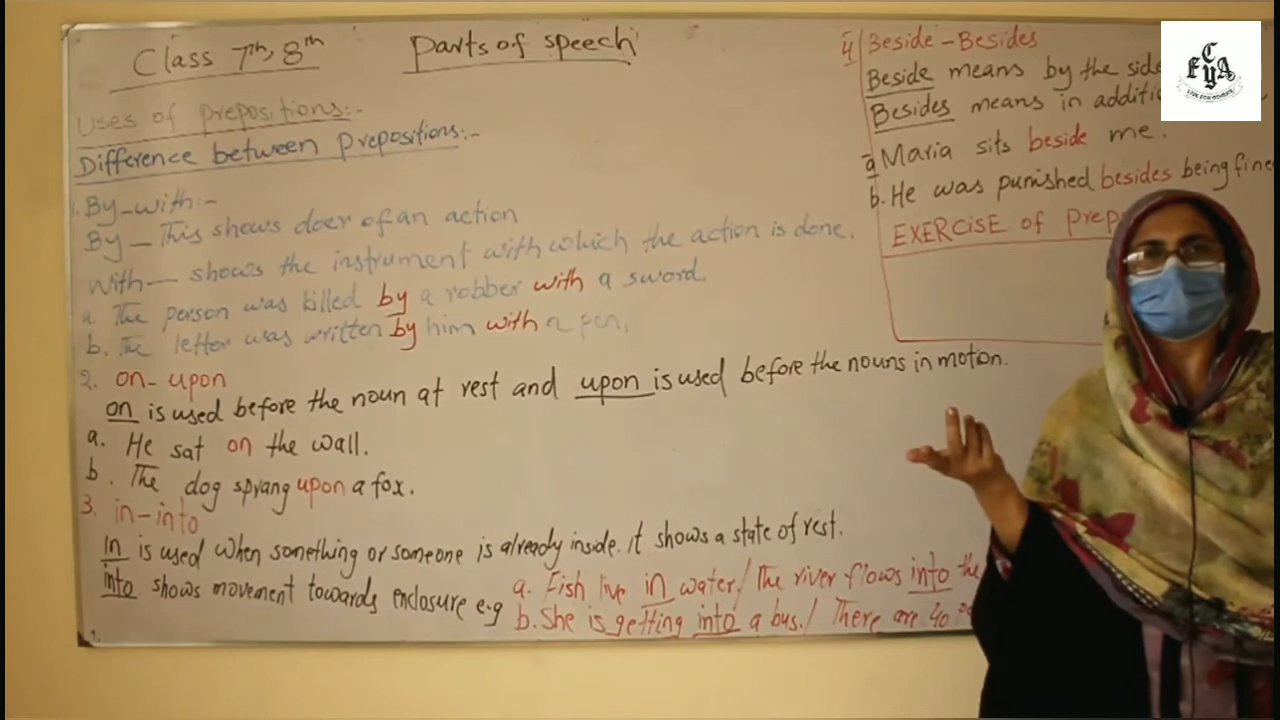 Class 7th, 8th
Parts of speech
Uses of prepositions:-
Difference between prepositions:-
1. By-with:-
By — This shows doer of an action
With — shows the instrument with which the action is done.
a. The person was killed by a robber with a sword.
b. The letter was written by him with a pen.
2. on-upon
on is used before the noun at rest and upon is used before the nouns in motion.
a. He sat on the wall.
b. The dog sprang upon a fox.
3. in-into
In is used when something or someone is already inside. it shows a state of rest.
into shows movement towards enclosure e.g
a. Fish live in water/ The river flows into the
b. She is getting into a bus./ There are 40
4 Beside-Besides
Beside means by the side
Besides means in additi
a Maria sits beside me.
b. He was punished besides being fined
EXERCISE of Prep
ECYA